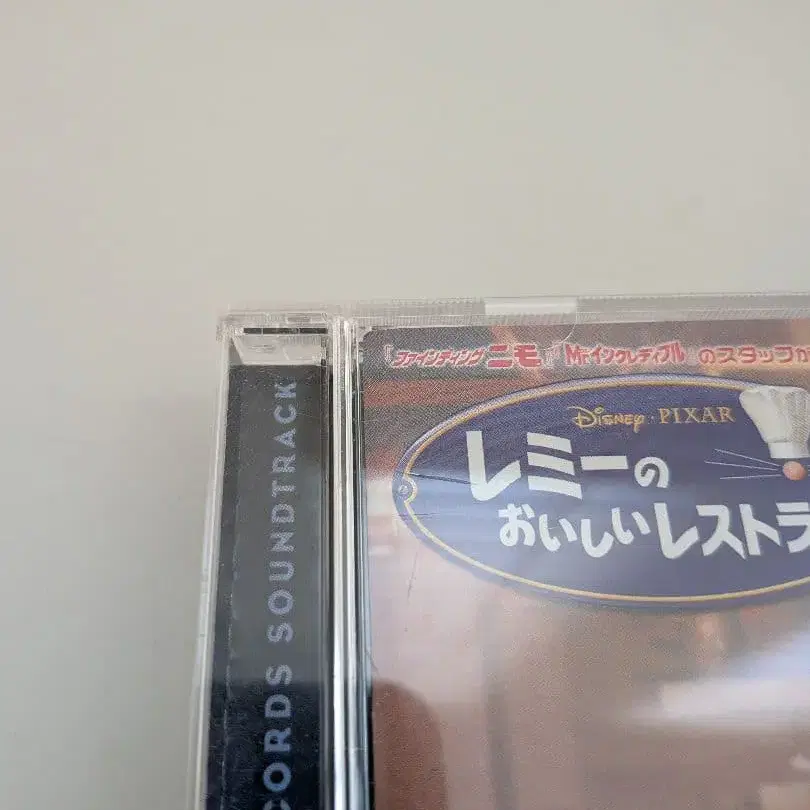 『ファインディング ニモ』『Mr.インクレディブル』のスタッフが
DISNEY · PIXAR
レミーの
おいしいレストラ
CORDS SOUNDTRACK